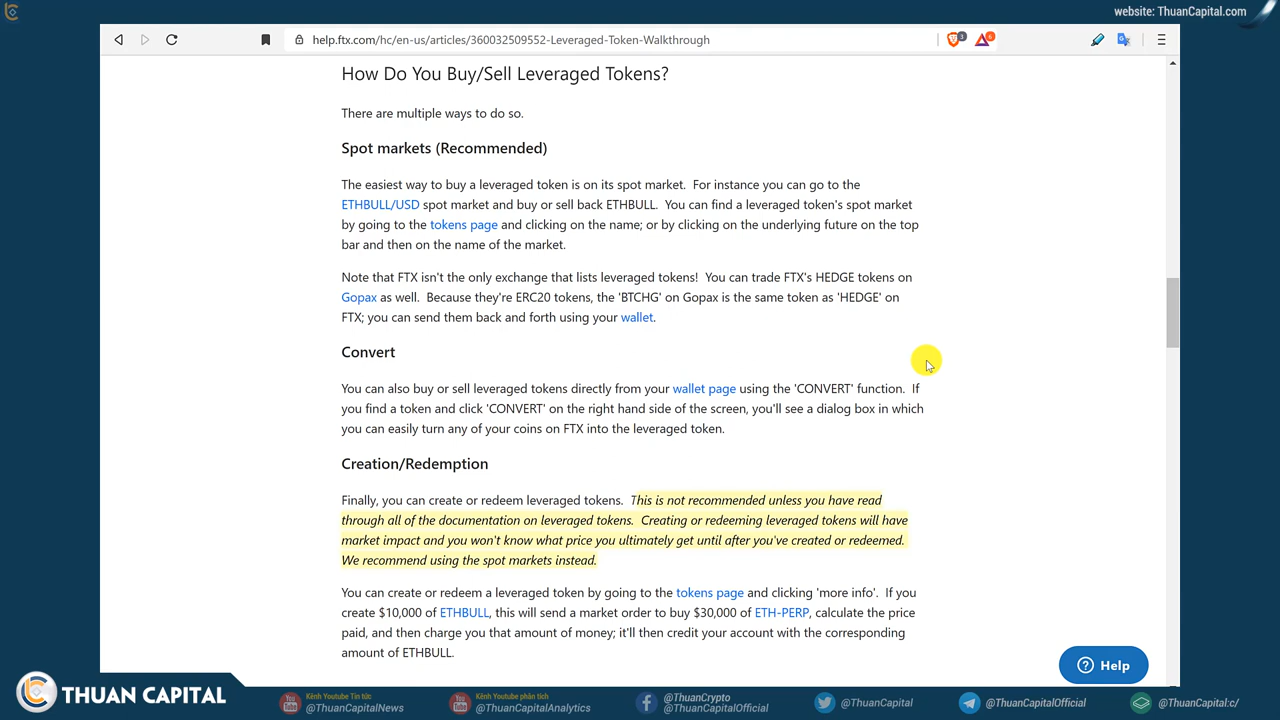 website: ThuanCapital.com
help.ftx.com/hc/en-us/articles/360032509552-Leveraged-Token-Walkthrough
How Do You Buy/Sell Leveraged Tokens?
There are multiple ways to do so.
Spot markets (Recommended)
The easiest way to buy a leveraged token is on its spot market. For instance you can go to the
ETHBULL/USD spot market and buy or sell back ETHBULL. You can find a leveraged token's spot market
by going to the tokens page and clicking on the name; or by clicking on the underlying future on the top
bar and then on the name of the market.
Note that FTX isn't the only exchange that lists leveraged tokens! You can trade FTX's HEDGE tokens on
Gopax as well. Because they're ERC20 tokens, the 'BTCHG' on Gopax is the same token as 'HEDGE' on
FTX; you can send them back and forth using your wallet.
Convert
You can also buy or sell leveraged tokens directly from your wallet page using the 'CONVERT' function. If
you find a token and click 'CONVERT' on the right hand side of the screen, you'll see a dialog box in which
you can easily turn any of your coins on FTX into the leveraged token.
Creation/Redemption
Finally, you can create or redeem leveraged tokens. This is not recommended unless you have read
through all of the documentation on leveraged tokens. Creating or redeeming leveraged tokens will have
market impact and you won't know what price you ultimately get until after you've created or redeemed.
We recommend using the spot markets instead.
You can create or redeem a leveraged token by going to the tokens page and clicking 'more info'. If you
create $10,000 of ETHBULL, this will send a market order to buy $30,000 of ETH-PERP, calculate the price
paid, and then charge you that amount of money; it'll then credit your account with the corresponding
amount of ETHBULL.
Help
THUAN CAPITAL
Kênh Youtube Tin tức
@ThuanCapitalNews
Kênh Youtube phân tích
@ThuanCapitalAnalytics
@ThuanCrypto
@ThuanCapitalOfficial
@ThuanCapital
@ThuanCapitalOfficial
@ThuanCapital:c/